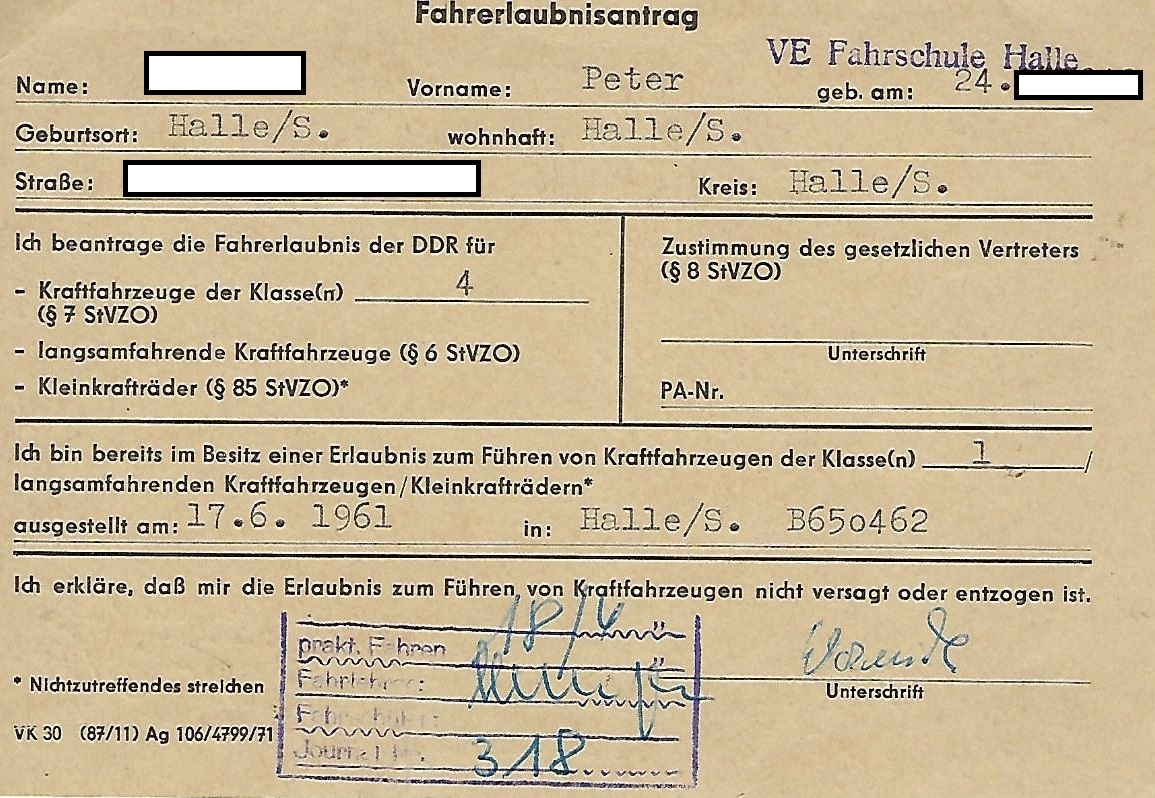 Fahrerlaubnisantrag
VE Fahrschule Halle
Name: Vorname: Peter geb. am: 24.
Geburtsort: Halle/S. wohnhaft: Halle/S.
Straße: Kreis: Halle/S.
Ich beantrage die Fahrerlaubnis der DDR für
- Kraftfahrzeuge der Klasse(n) 4
(§ 7 StVZO)
- langsamfahrende Kraftfahrzeuge (§ 6 StVZO)
- Kleinkrafträder (§ 85 StVZO)*
Zustimmung des gesetzlichen Vertreters
(§ 8 StVZO)
Unterschrift
PA-Nr.
Ich bin bereits im Besitz einer Erlaubnis zum Führen von Kraftfahrzeugen der Klasse(n) 1 /
langsamfahrenden Kraftfahrzeugen/Kleinkrafträdern*
ausgestellt am: 17.6. 1961 in: Halle/S. B65o462
Ich erkläre, daß mir die Erlaubnis zum Führen von Kraftfahrzeugen nicht versagt oder entzogen ist.
prakt. Fahren
Fahrlehrer:
Journal Nr. 318
Unterschrift
* Nichtzutreffendes streichen
VK 30 (87/11) Ag 106/4799/71